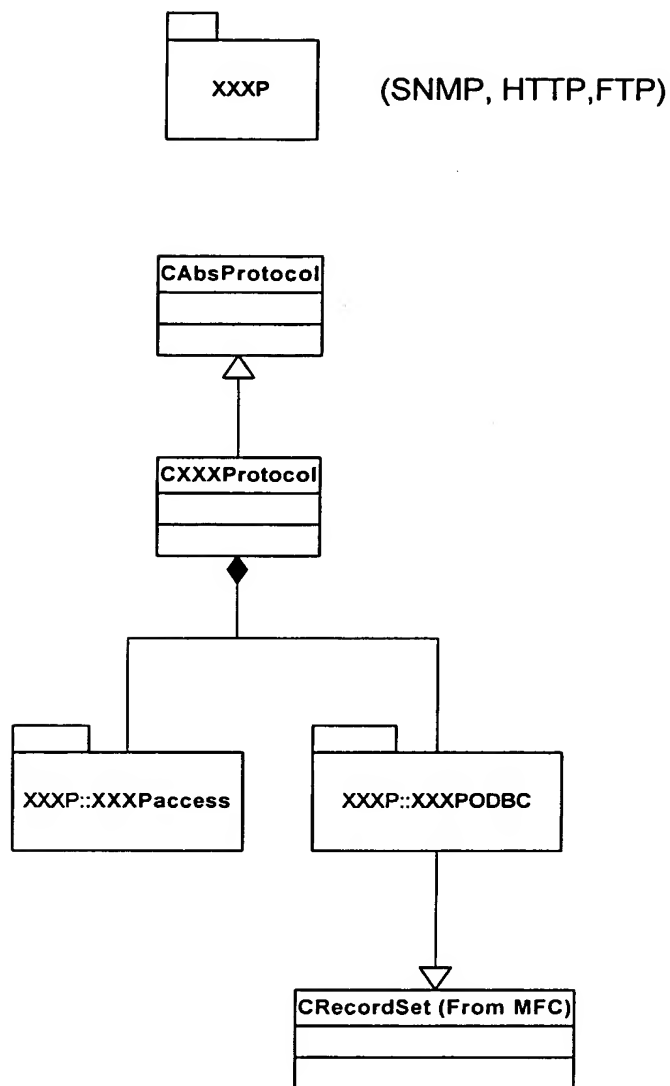 XXXP
(SNMP, HTTP,FTP)
CAbsProtocol
CXXXProtocol
XXXP::XXXPaccess
XXXP::XXXPODBC
CRecordSet (From MFC)